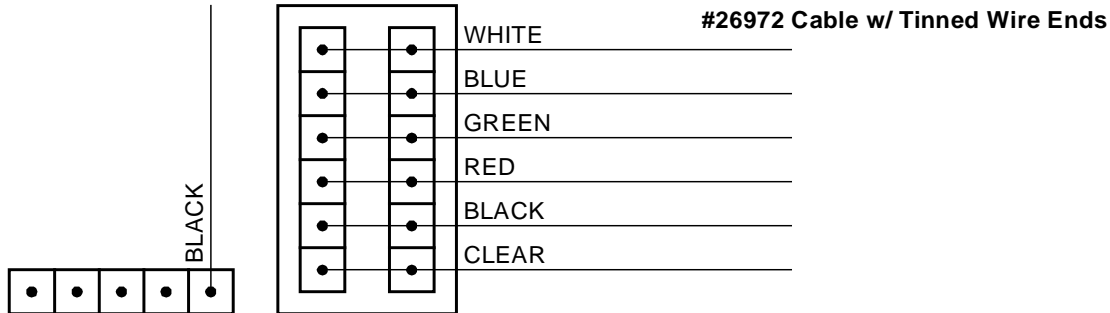 #26972 Cable w/ Tinned Wire Ends
WHITE
BLUE
GREEN
RED
BLACK
CLEAR
BLACK